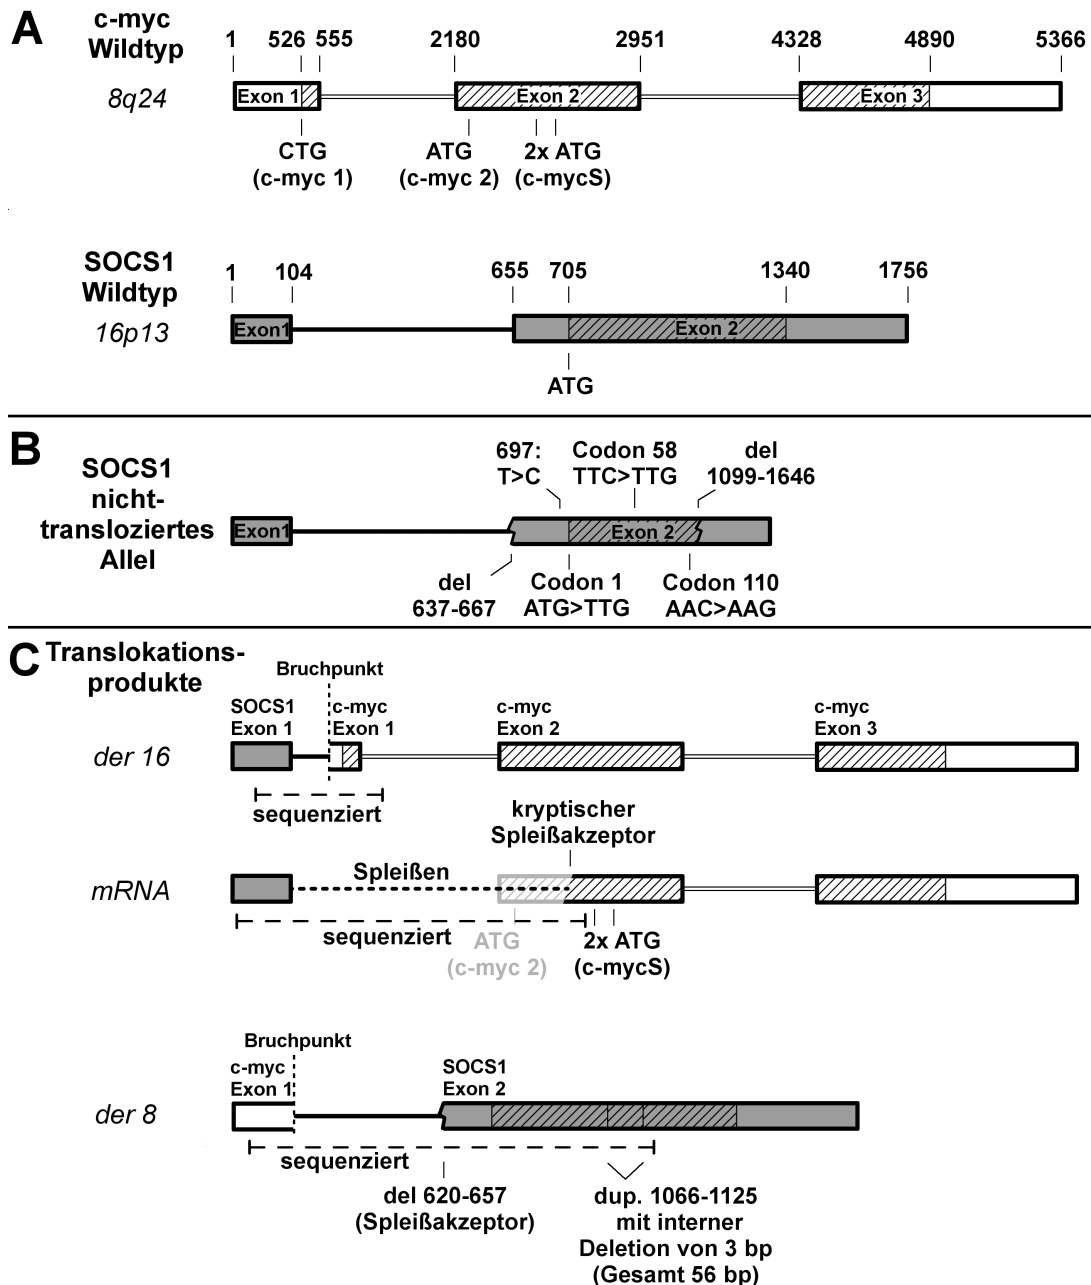 A
c-myc
Wildtyp
1 526 555 2180 2951 4328 4890 5366
8q24
Exon 1 Exon 2 Exon 3
CTG
(c-myc 1)
ATG
(c-myc 2)
2x ATG
(c-mycS)
SOCS1
Wildtyp
1 104 655 705 1340 1756
16p13
Exon1 Exon 2
ATG
B
SOCS1
nicht-
transloziertes
Allel
697:
T>C
Codon 58
TTC>TTG
del
1099-1646
Exon1 Exon 2
del
637-667
Codon 1
ATG>TTG
Codon 110
AAC>AAG
C
Translokations-
produkte
Bruchpunkt
SOCS1
Exon 1
c-myc
Exon 1
c-myc
Exon 2
c-myc
Exon 3
der 16
sequenziert
kryptischer
Spleißakzeptor
mRNA
Spleißen
sequenziert
ATG
(c-myc 2)
2x ATG
(c-mycS)
Bruchpunkt
c-myc
Exon 1
SOCS1
Exon 2
der 8
sequenziert
del 620-657
(Spleißakzeptor)
dup. 1066-1125
mit interner
Deletion von 3 bp
(Gesamt 56 bp)